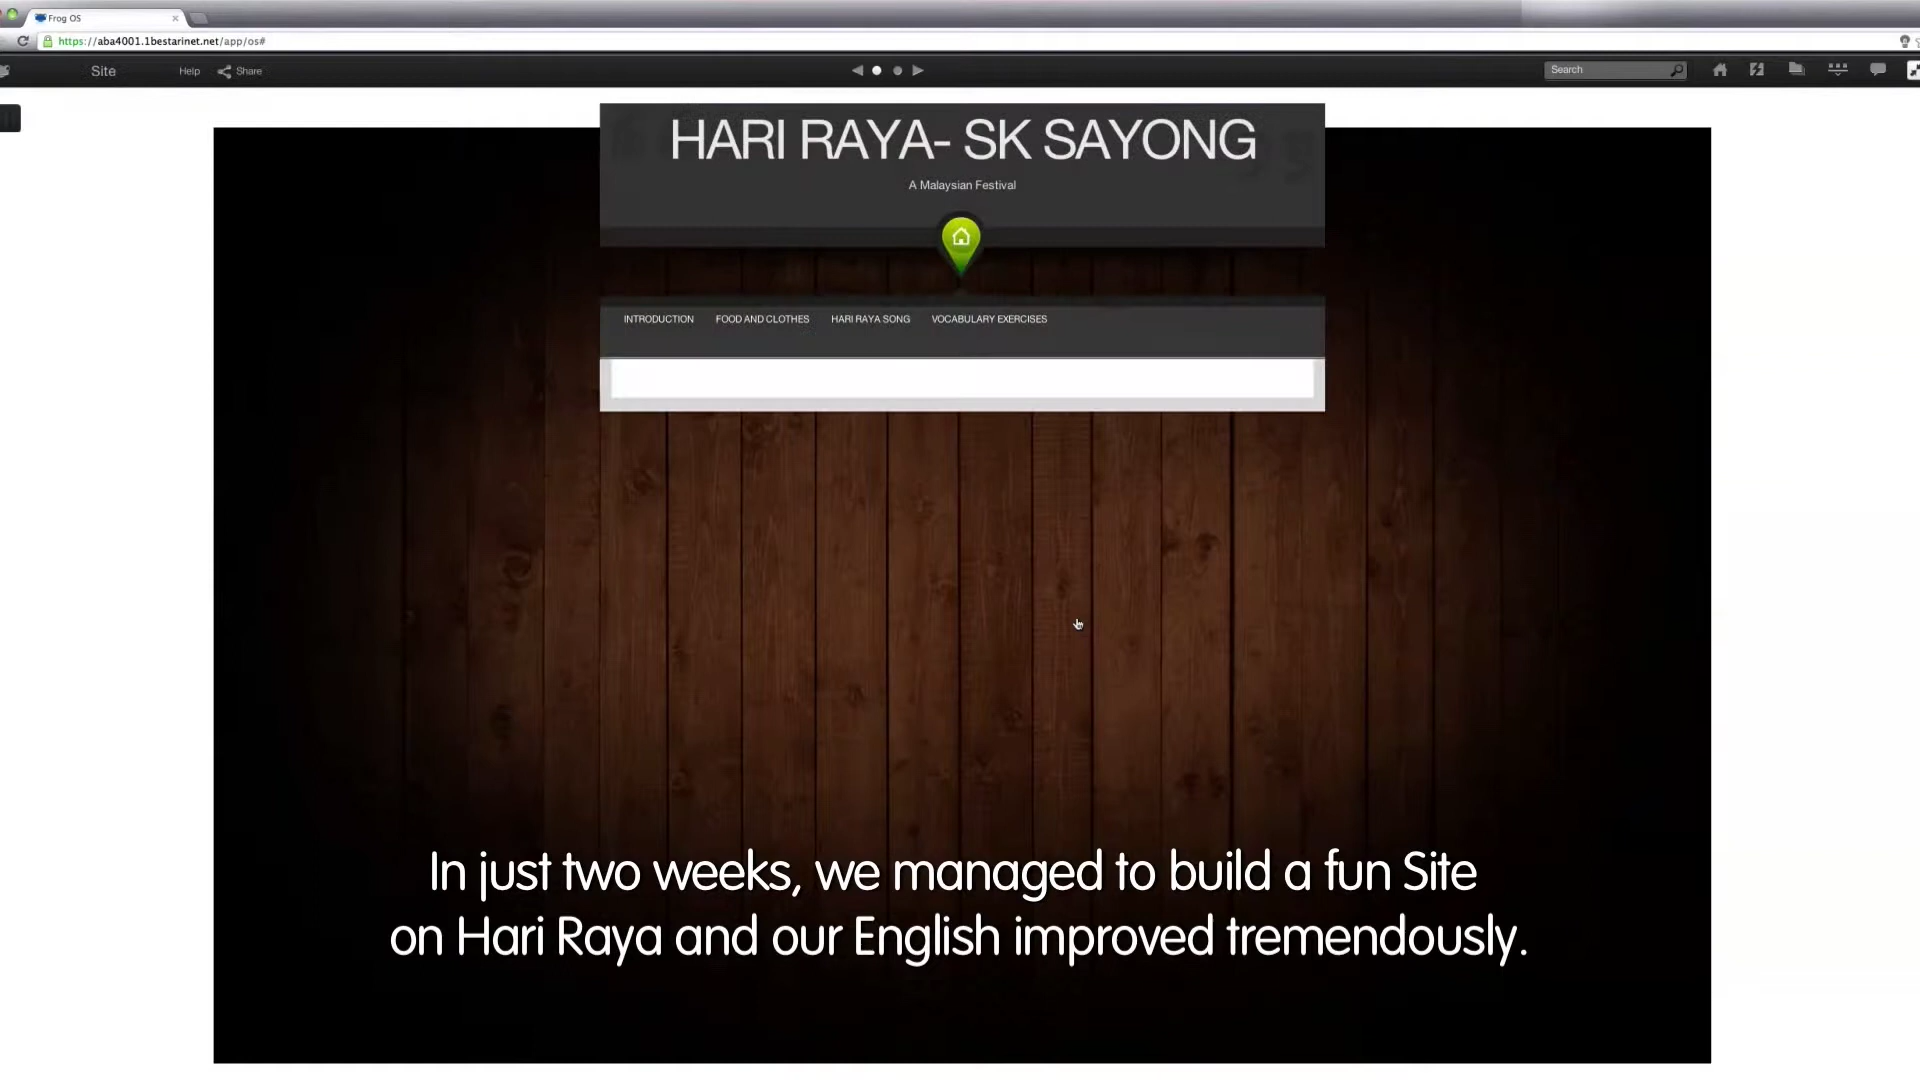 Frog OS
https://aba4001.1bestarinet.net/app/os#
Site Help Share Search
HARI RAYA- SK SAYONG
A Malaysian Festival
INTRODUCTION FOOD AND CLOTHES HARI RAYA SONG VOCABULARY EXERCISES
In just two weeks, we managed to build a fun Site
on Hari Raya and our English improved tremendously.